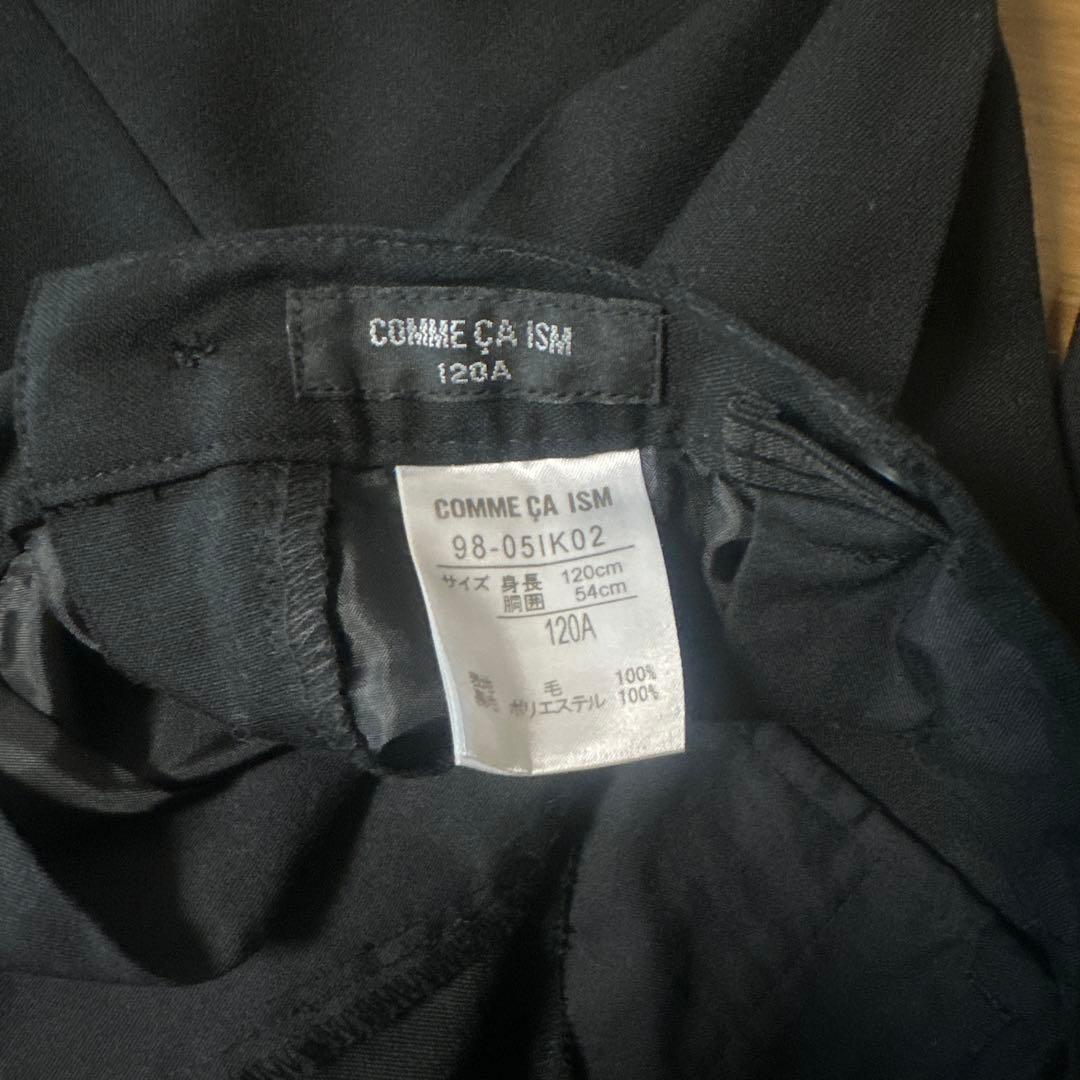 COMME ÇA ISM
120A
COMME ÇA ISM
98-05IK02
サイズ 身長 120cm
胴囲 54cm
120A
毛 100%
ポリエステル 100%